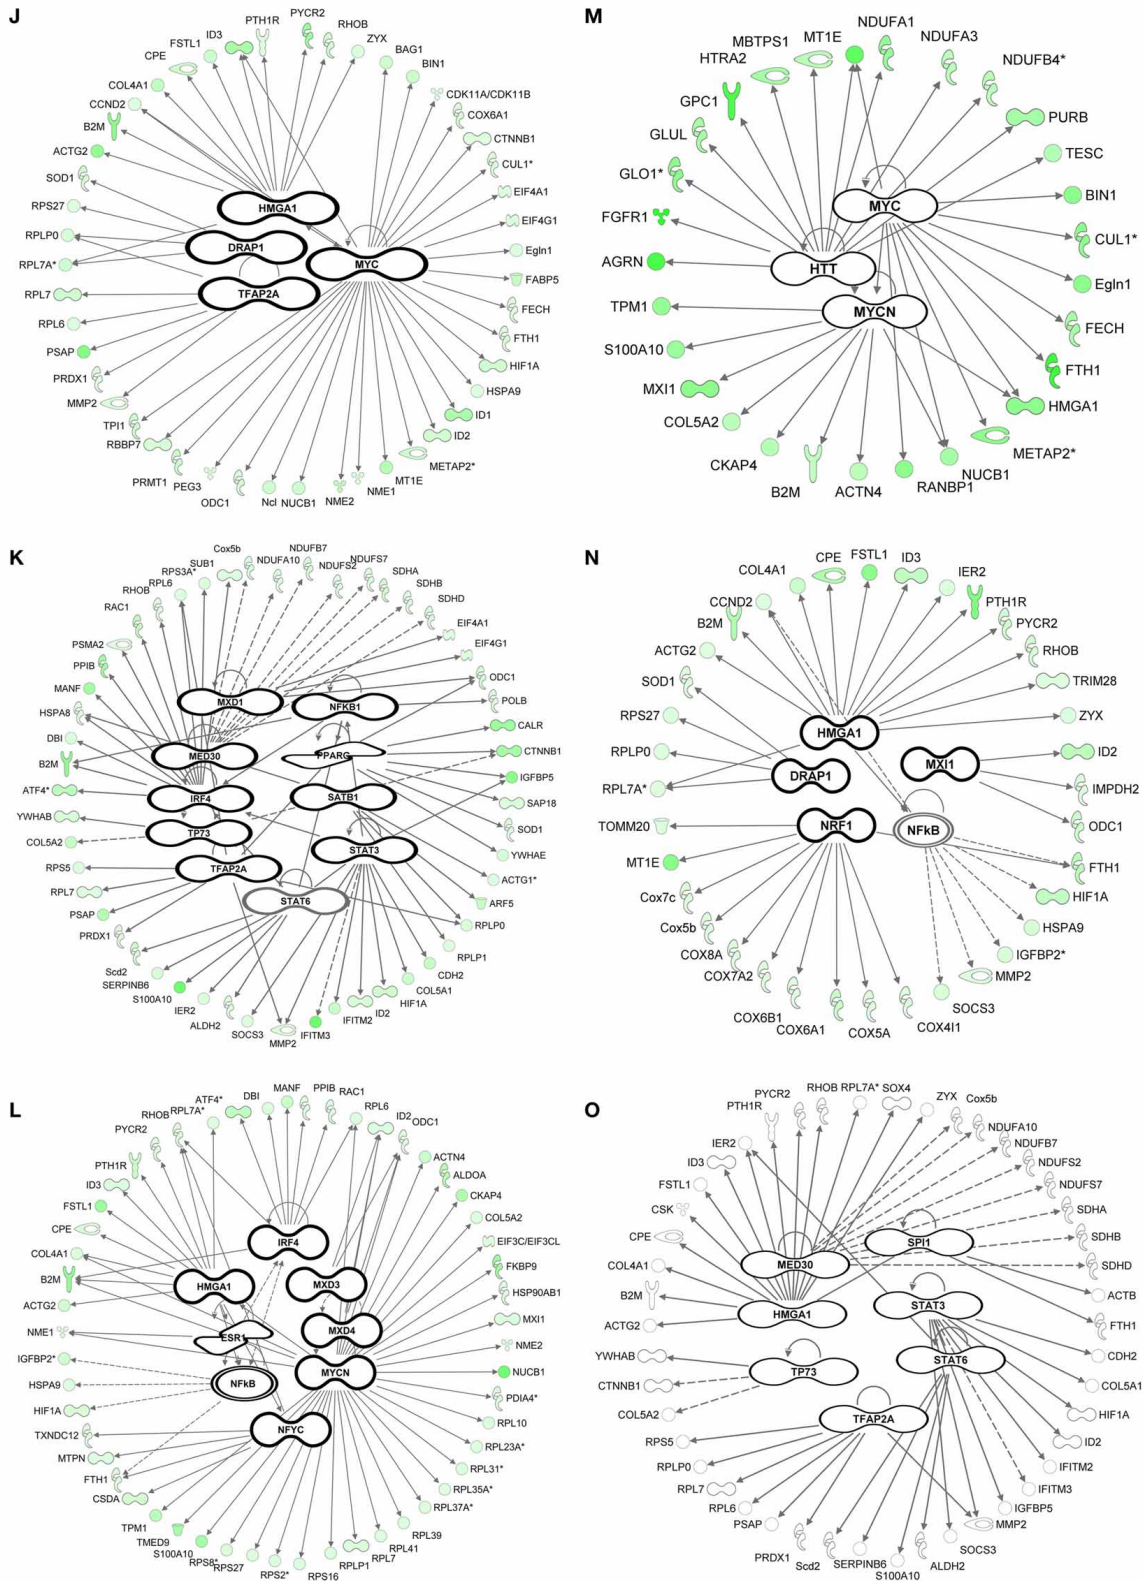 J
PYCR2
PTH1R
RHOB
ID3
ZYX
FSTL1
BAG1
CPE
BIN1
COL4A1
CDK11A/CDK11B
CCND2
COX6A1
B2M
CTNNB1
ACTG2
CUL1*
SOD1
EIF4A1
RPS27
HMGA1
EIF4G1
RPLP0
DRAP1
Egln1
RPL7A*
MYC
FABP5
RPL7
TFAP2A
FECH
RPL6
FTH1
PSAP
HIF1A
PRDX1
HSPA9
MMP2
ID1
TPI1
ID2
RBBP7
METAP2*
PRMT1
MT1E
PEG3
NME1
ODC1
Ncl
NUCB1
NME2
M
NDUFA1
MT1E
NDUFA3
MBTPS1
NDUFB4*
HTRA2
GPC1
PURB
GLUL
TESC
GLO1*
BIN1
MYC
FGFR1
CUL1*
AGRN
HTT
Egln1
TPM1
MYCN
FECH
S100A10
FTH1
MXI1
HMGA1
COL5A2
METAP2*
CKAP4
NUCB1
B2M
ACTN4
RANBP1
K
NDUFB7
Cox5b
NDUFA10
NDUFS7
SUB1
NDUFS2
RPS3A*
SDHA
RPL6
SDHB
RHOB
SDHD
RAC1
EIF4A1
PSMA2
EIF4G1
PPIB
ODC1
MANF
MXD1
NFKB1
POLB
HSPA8
CALR
DBI
MED30
PPARG
CTNNB1
B2M
IGFBP5
ATF4*
IRF4
SATB1
SAP18
YWHAB
TP73
SOD1
COL5A2
STAT3
YWHAE
RPS5
TFAP2A
ACTG1*
RPL7
STAT6
ARF5
PSAP
RPLP0
PRDX1
RPLP1
Scd2
CDH2
SERPINB6
COL5A1
S100A10
HIF1A
IER2
ID2
ALDH2
IFITM2
SOCS3
IFITM3
MMP2
N
FSTL1
CPE
ID3
COL4A1
IER2
CCND2
PTH1R
B2M
PYCR2
ACTG2
RHOB
SOD1
TRIM28
RPS27
HMGA1
ZYX
RPLP0
MXI1
ID2
DRAP1
IMPDH2
RPL7A*
TOMM20
NRF1
NFkB
ODC1
MT1E
FTH1
Cox7c
HIF1A
Cox5b
HSPA9
COX8A
IGFBP2*
COX7A2
MMP2
COX6B1
SOCS3
COX6A1
COX5A
COX4I1
L
MANF
DBI
PPIB
ATF4*
RAC1
RPL7A*
RPL6
RHOB
ID2
PYCR2
ODC1
PTH1R
ACTN4
ID3
ALDOA
FSTL1
CKAP4
CPE
IRF4
COL5A2
COL4A1
EIF3C/EIF3CL
B2M
HMGA1
MXD3
FKBP9
ACTG2
HSP90AB1
NME1
ESR1
MXD4
MXI1
IGFBP2*
NME2
HSPA9
NFkB
MYCN
NUCB1
HIF1A
PDIA4*
TXNDC12
NFYC
RPL10
MTPN
RPL23A*
FTH1
RPL31*
CSDA
RPL35A*
TPM1
RPL37A*
TMED9
RPL39
S100A10
RPL41
RPS8*
RPL7
RPS27
RPLP1
RPS2*
RPS16
O
RHOB
RPL7A*
SOX4
PYCR2
ZYX
Cox5b
PTH1R
NDUFA10
IER2
NDUFB7
ID3
NDUFS2
FSTL1
NDUFS7
CSK
SDHA
CPE
SPI1
SDHB
COL4A1
MED30
SDHD
B2M
ACTB
HMGA1
STAT3
ACTG2
FTH1
YWHAB
CDH2
TP73
STAT6
CTNNB1
COL5A1
COL5A2
HIF1A
TFAP2A
RPS5
ID2
RPLP0
IFITM2
RPL7
IFITM3
RPL6
IGFBP5
PSAP
MMP2
PRDX1
SOCS3
Scd2
SERPINB6
ALDH2
S100A10